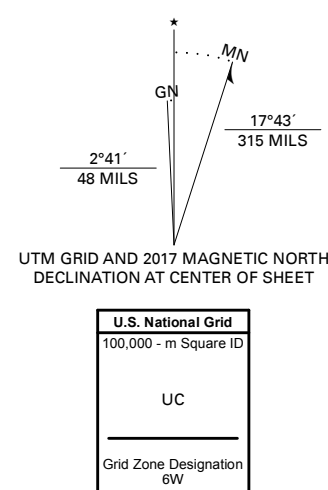 ★
MN
GN
17°43´
315 MILS
2°41´
48 MILS
UTM GRID AND 2017 MAGNETIC NORTH
DECLINATION AT CENTER OF SHEET
U.S. National Grid
100,000 - m Square ID
UC
Grid Zone Designation
6W